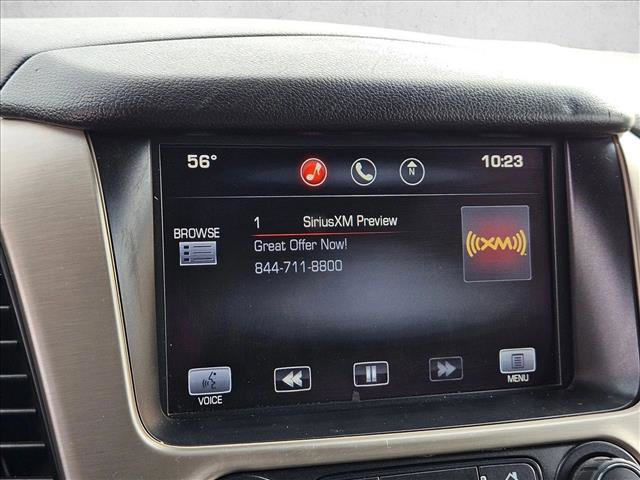 56° 10:23
N
BROWSE
1 SiriusXM Preview
Great Offer Now!
844-711-8800
((XM))
VOICE
MENU